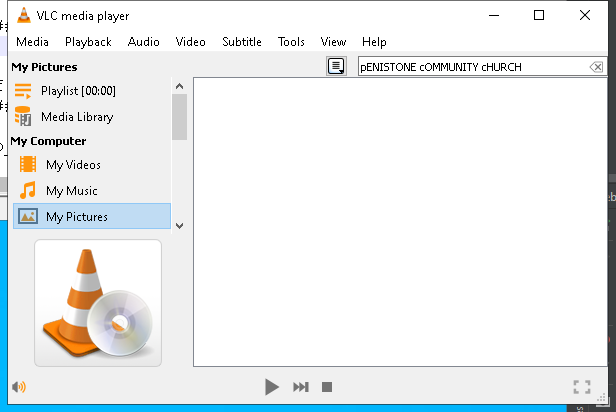 VLC media player
Media Playback Audio Video Subtitle Tools View Help
My Pictures
pENISTONE cOMMUNITY cHURCH
Playlist [00:00]
Media Library
My Computer
My Videos
My Music
My Pictures